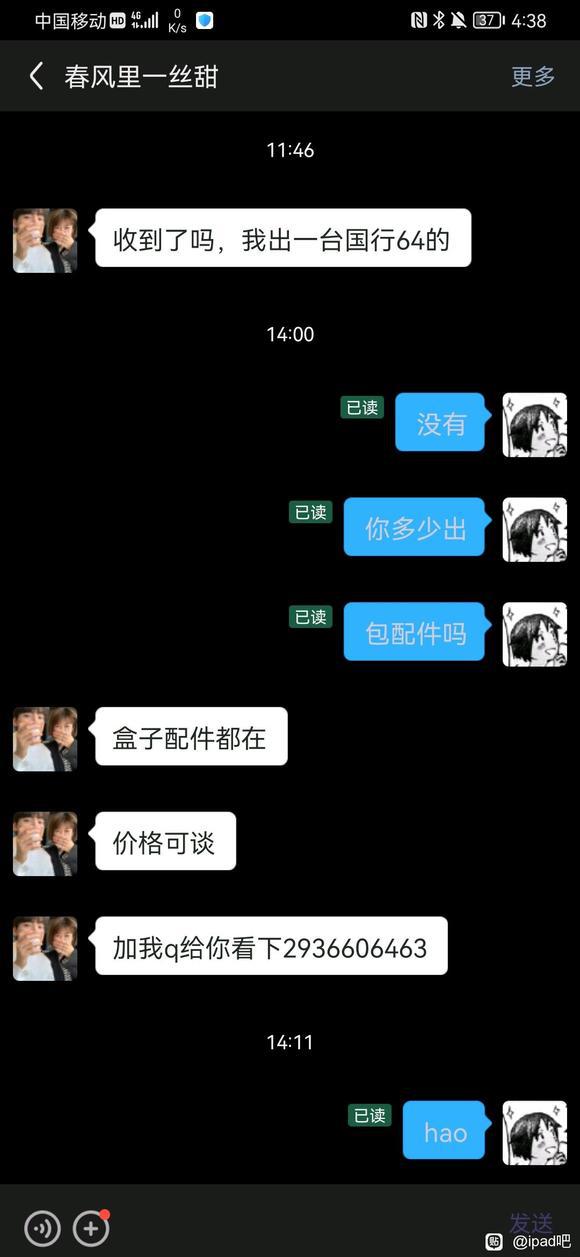 中国移动 HD 4G 0 K/s 37 4:38
春风里一丝甜 更多
11:46
收到了吗，我出一台国行64的
14:00
已读 没有
已读 你多少出
已读 包配件吗
盒子配件都在
价格可谈
加我q给你看下2936606463
14:11
已读 hao
发送
贴 @ipad吧